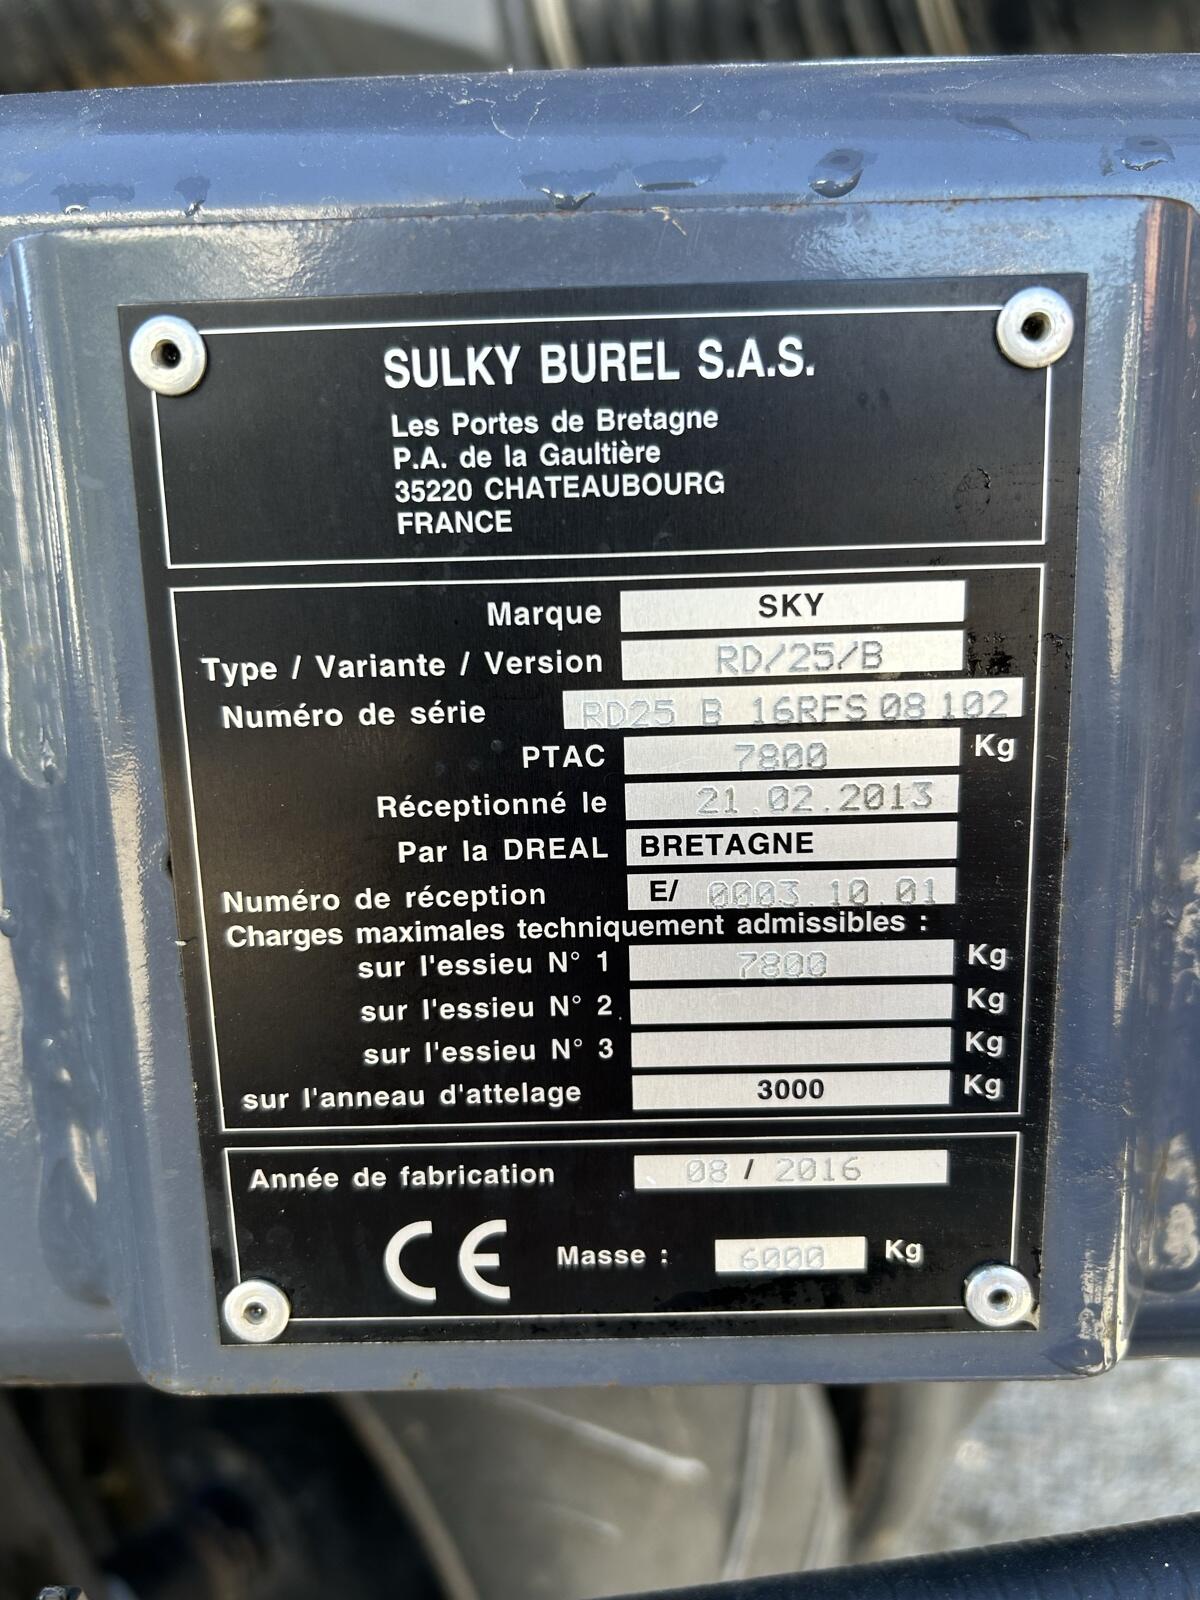 SULKY BUREL S.A.S.
Les Portes de Bretagne
P.A. de la Gaultière
35220 CHATEAUBOURG
FRANCE
Marque SKY
Type / Variante / Version RD/25/B
Numéro de série RD25 B 16RFS 08 102
PTAC 7800 Kg
Réceptionné le 21.02.2013
Par la DREAL BRETAGNE
Numéro de réception E/ 0003.10.01
Charges maximales techniquement admissibles :
sur l'essieu N° 1 7800 Kg
sur l'essieu N° 2 Kg
sur l'essieu N° 3 Kg
sur l'anneau d'attelage 3000 Kg
Année de fabrication 08 / 2016
CE Masse : 6000 Kg